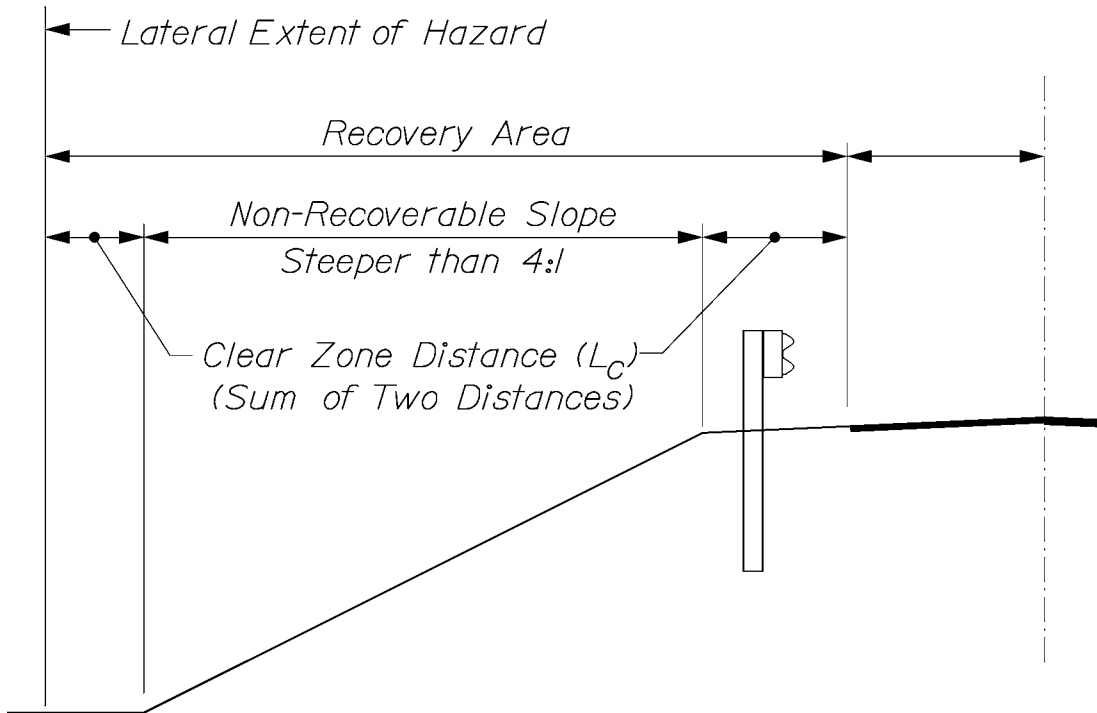 Lateral Extent of Hazard
Recovery Area
Non-Recoverable Slope
Steeper than 4:1
Clear Zone Distance (Lc)
(Sum of Two Distances)